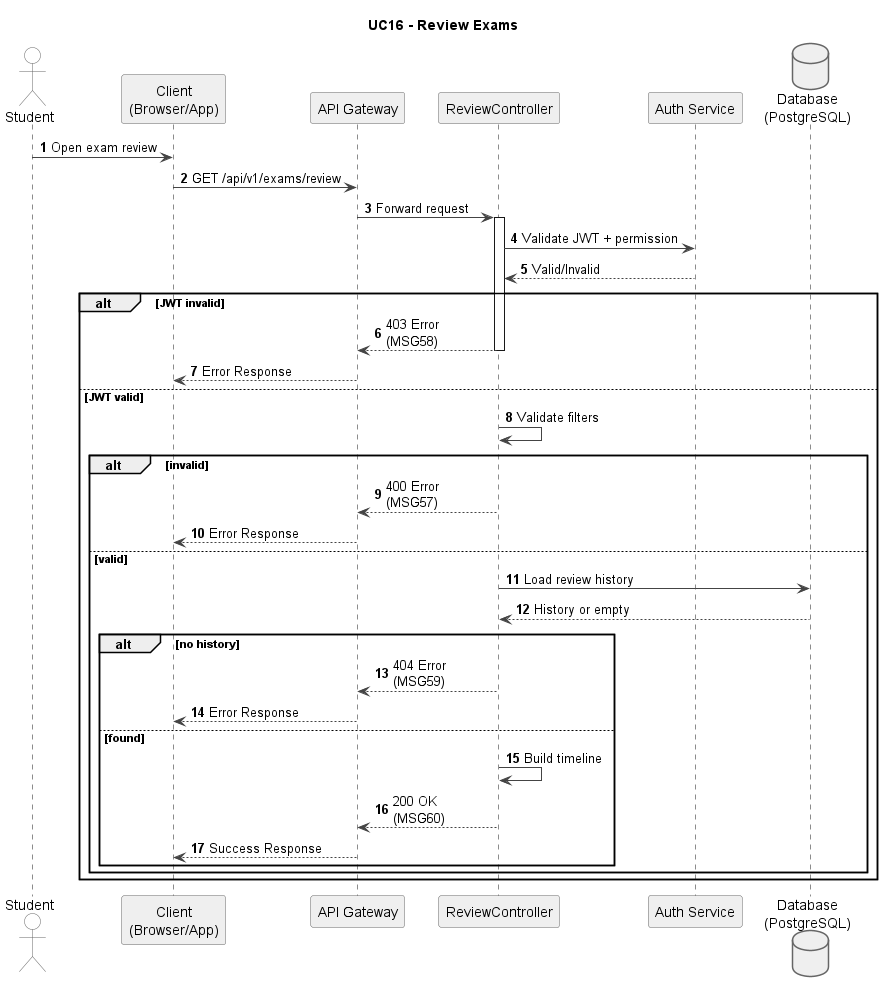 UC16 - Review Exams
Student
Client
(Browser/App)
API Gateway
ReviewController
Auth Service
Database
(PostgreSQL)
1 Open exam review
2 GET /api/v1/exams/review
3 Forward request
4 Validate JWT + permission
5 Valid/Invalid
alt [JWT invalid]
6 403 Error
(MSG58)
7 Error Response
[JWT valid]
8 Validate filters
alt [invalid]
9 400 Error
(MSG57)
10 Error Response
[valid]
11 Load review history
12 History or empty
alt [no history]
13 404 Error
(MSG59)
14 Error Response
[found]
15 Build timeline
16 200 OK
(MSG60)
17 Success Response
Student
Client
(Browser/App)
API Gateway
ReviewController
Auth Service
Database
(PostgreSQL)